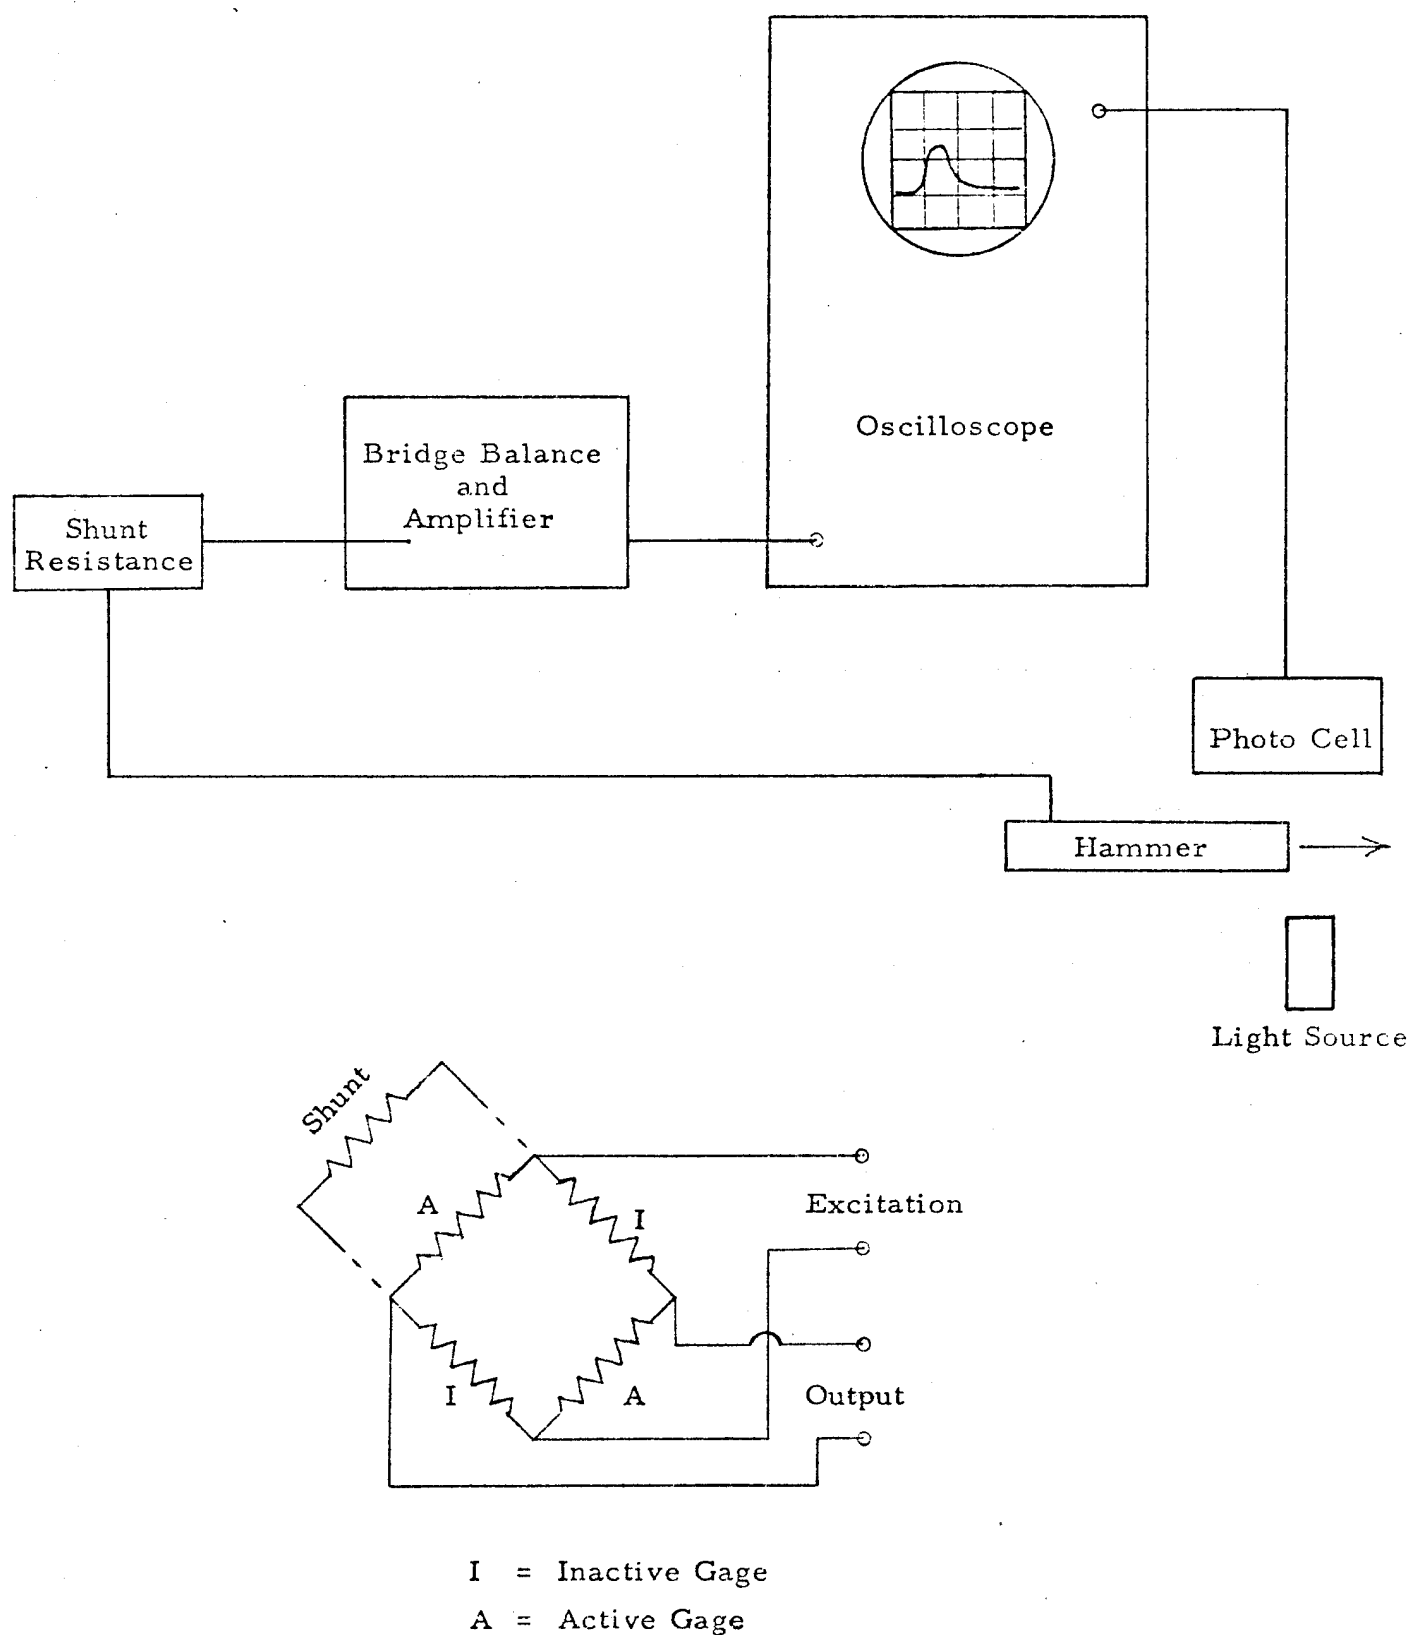 Oscilloscope
Bridge Balance
and
Amplifier
Shunt
Resistance
Photo Cell
Hammer
Light Source
Shunt
A
I
Excitation
I
A
Output
I = Inactive Gage
A = Active Gage